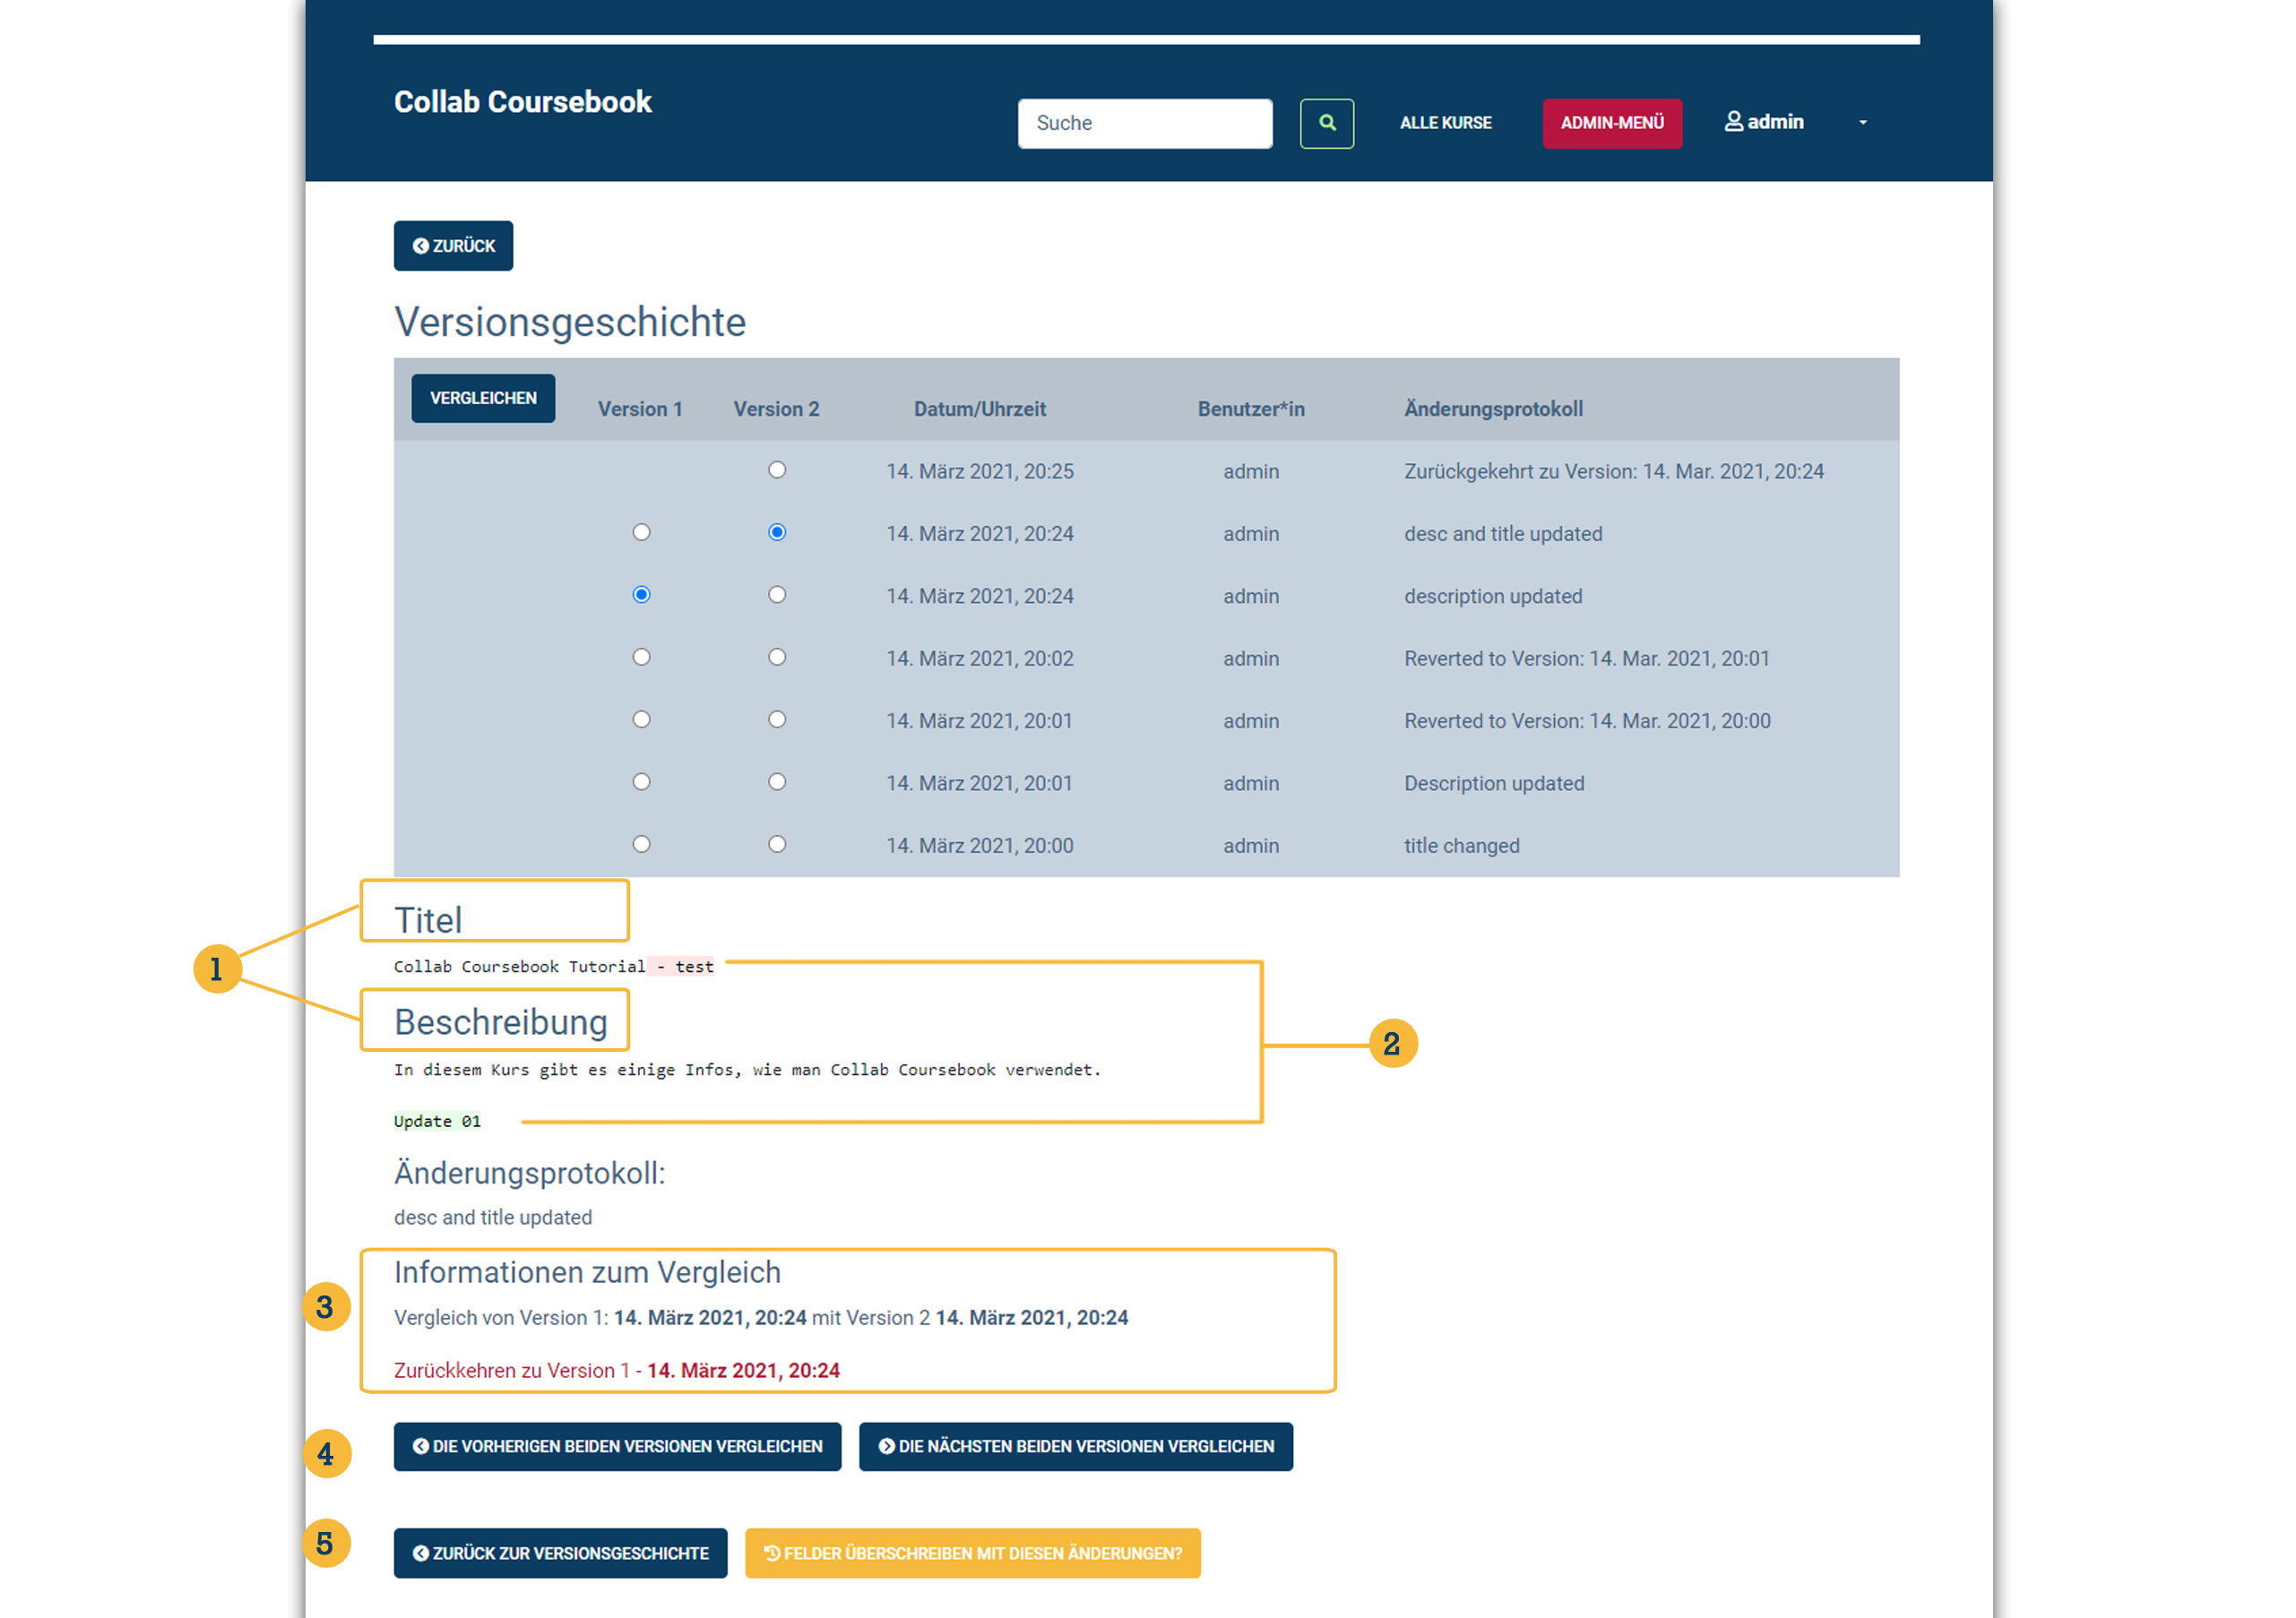 Collab Coursebook
Suche ALLE KURSE ADMIN-MENÜ admin
ZURÜCK
Versionsgeschichte
VERGLEICHEN Version 1 Version 2 Datum/Uhrzeit Benutzer*in Änderungsprotokoll
14. März 2021, 20:25 admin Zurückgekehrt zu Version: 14. Mar. 2021, 20:24
14. März 2021, 20:24 admin desc and title updated
14. März 2021, 20:24 admin description updated
14. März 2021, 20:02 admin Reverted to Version: 14. Mar. 2021, 20:01
14. März 2021, 20:01 admin Reverted to Version: 14. Mar. 2021, 20:00
14. März 2021, 20:01 admin Description updated
14. März 2021, 20:00 admin title changed
Titel
1
Collab Coursebook Tutorial - test
Beschreibung
2
In diesem Kurs gibt es einige Infos, wie man Collab Coursebook verwendet.
Update 01
Änderungsprotokoll:
desc and title updated
Informationen zum Vergleich
3
Vergleich von Version 1: 14. März 2021, 20:24 mit Version 2 14. März 2021, 20:24
Zurückkehren zu Version 1 - 14. März 2021, 20:24
4 DIE VORHERIGEN BEIDEN VERSIONEN VERGLEICHEN DIE NÄCHSTEN BEIDEN VERSIONEN VERGLEICHEN
5 ZURÜCK ZUR VERSIONSGESCHICHTE FELDER ÜBERSCHREIBEN MIT DIESEN ÄNDERUNGEN?